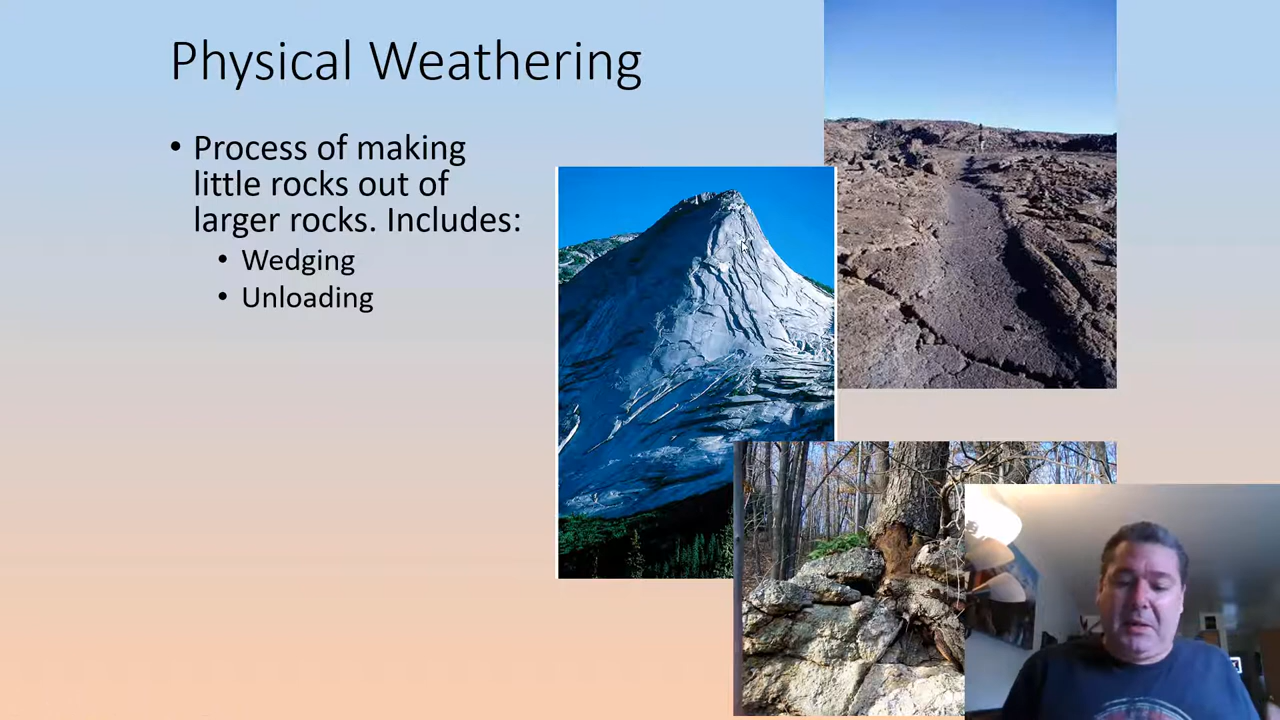 Physical Weathering
• Process of making
little rocks out of
larger rocks. Includes:
• Wedging
• Unloading